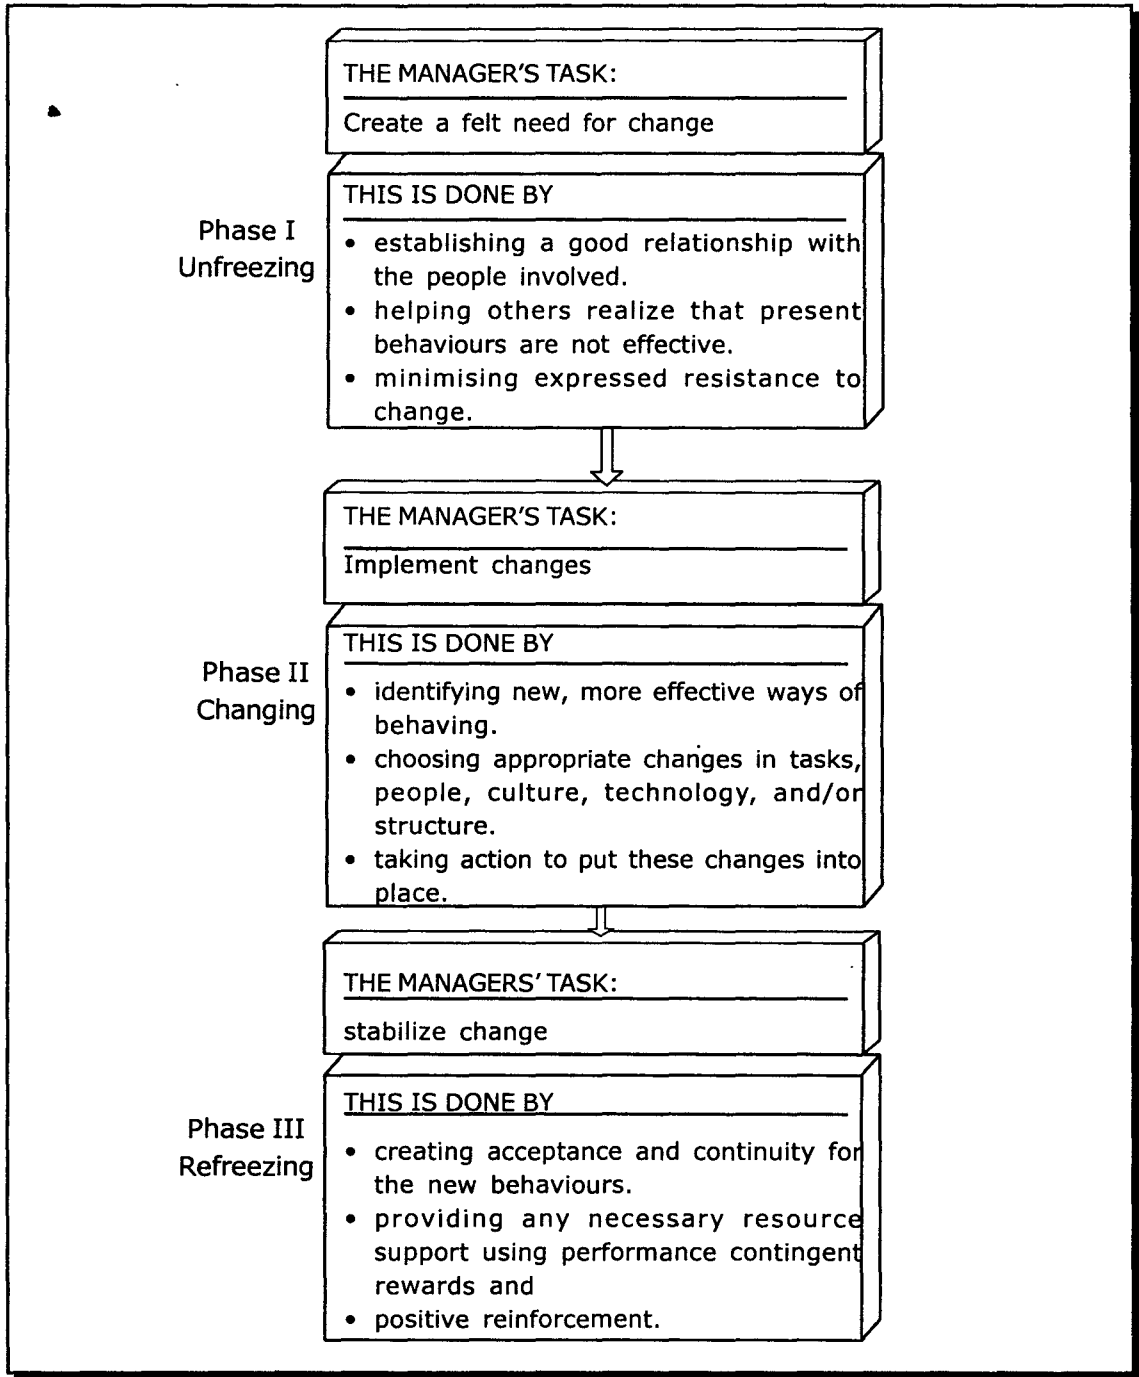 THE MANAGER'S TASK:
Create a felt need for change
THIS IS DONE BY
Phase I
Unfreezing
• establishing a good relationship with
the people involved.
• helping others realize that present
behaviours are not effective.
• minimising expressed resistance to
change.
THE MANAGER'S TASK:
Implement changes
THIS IS DONE BY
Phase II
Changing
• identifying new, more effective ways of
behaving.
• choosing appropriate changes in tasks,
people, culture, technology, and/or
structure.
• taking action to put these changes into
place.
THE MANAGERS' TASK:
stabilize change
THIS IS DONE BY
Phase III
Refreezing
• creating acceptance and continuity for
the new behaviours.
• providing any necessary resource
support using performance contingent
rewards and
• positive reinforcement.